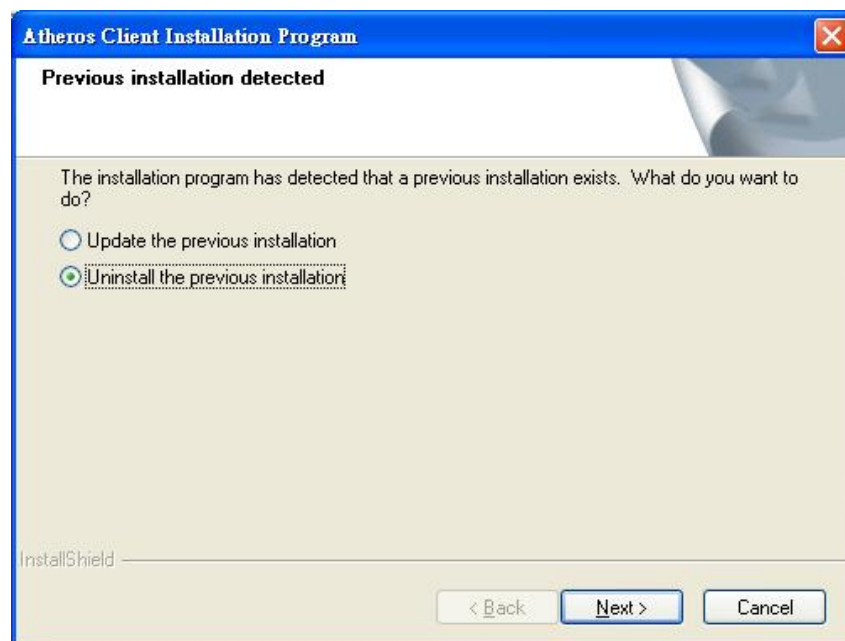 Atheros Client Installation Program
Previous installation detected
The installation program has detected that a previous installation exists.  What do you want to
do?
Update the previous installation
Uninstall the previous installation
InstallShield
< Back
Next >
Cancel